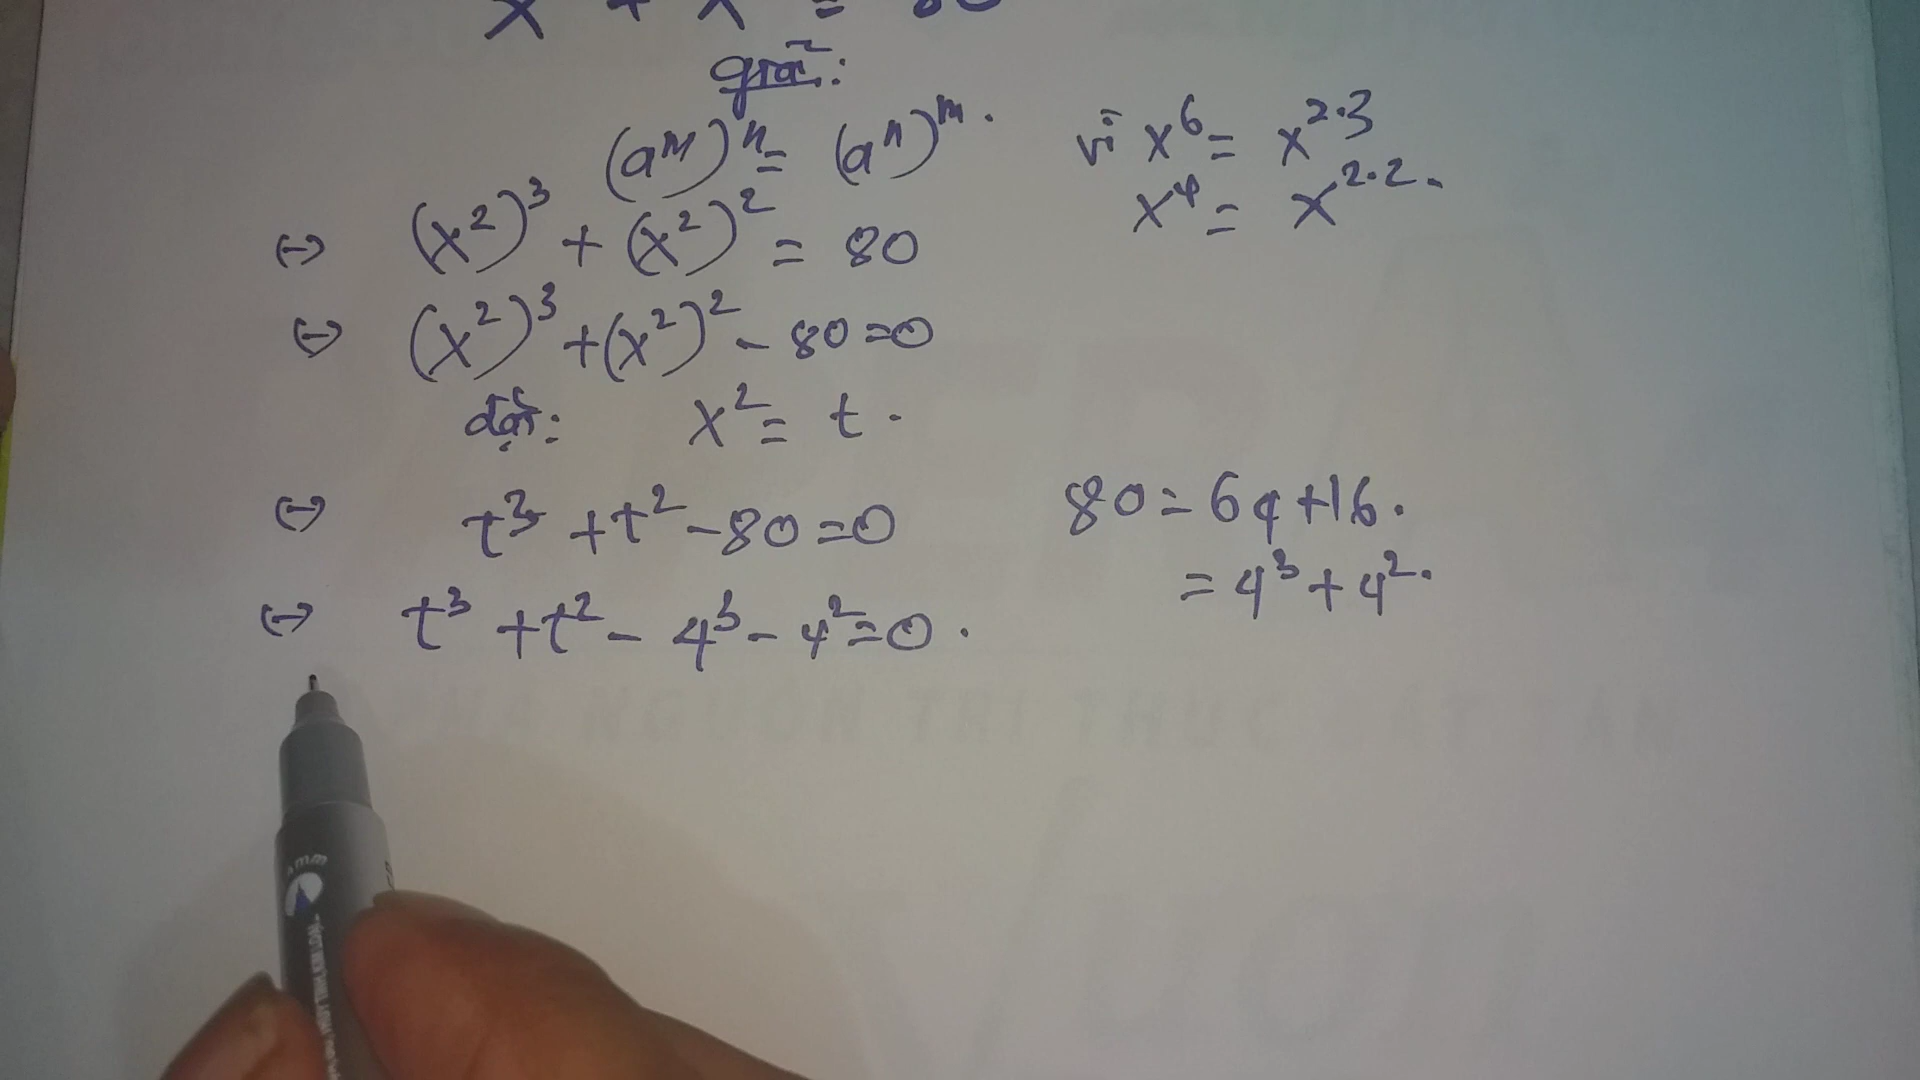 giải:
(a^m)^n = (a^n)^m.
vì x^6 = x^2.3
x^4 = x^2.2.
(-) (x^2)^3 + (x^2)^2 = 80
(-) (x^2)^3 + (x^2)^2 - 80 = 0
đặt: x^2 = t.
(-) t^3 + t^2 - 80 = 0
80 = 64 + 16.
= 4^3 + 4^2.
(-) t^3 + t^2 - 4^3 - 4^2 = 0.